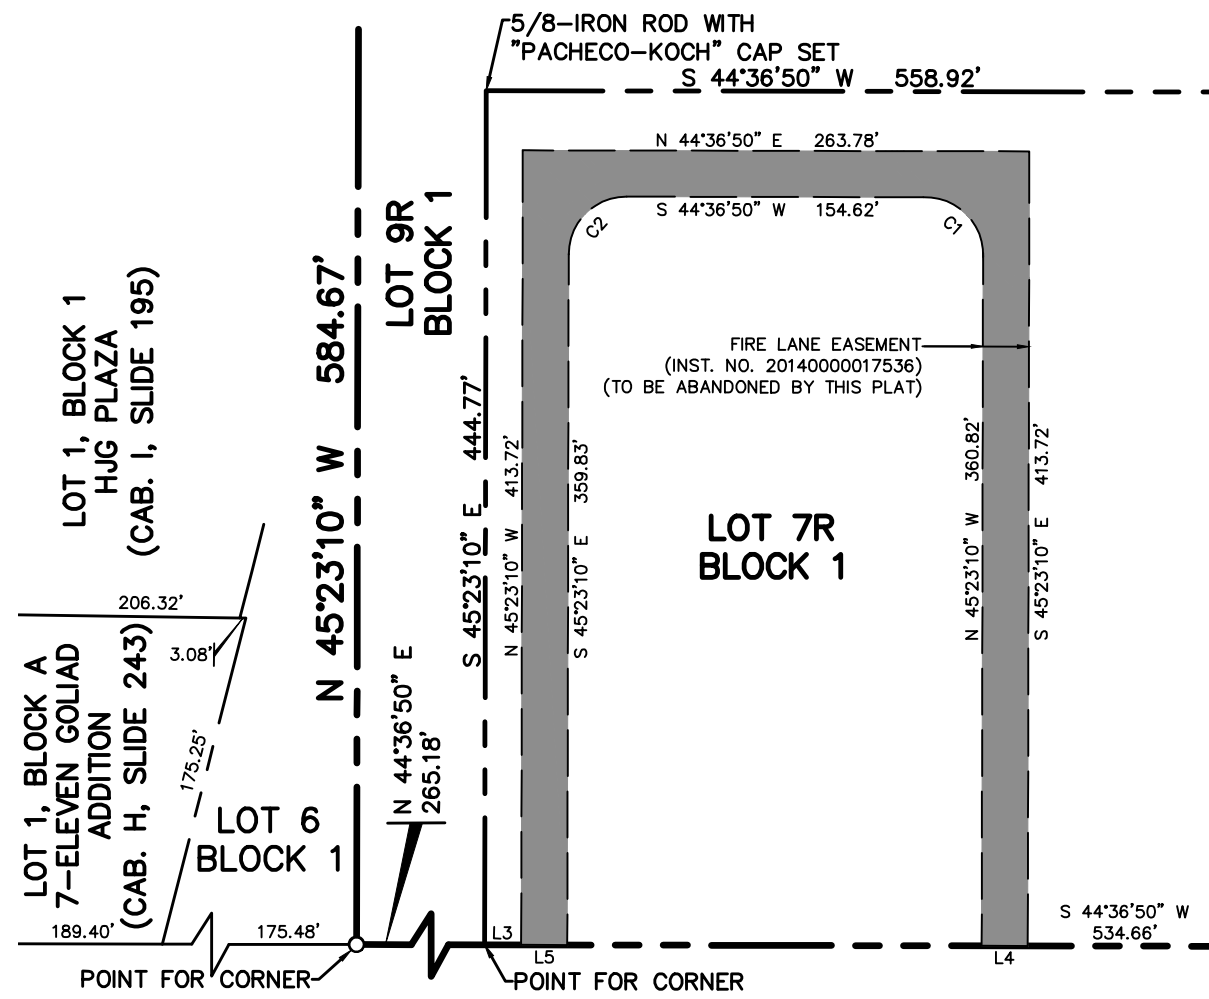 5/8-IRON ROD WITH
"PACHECO-KOCH" CAP SET
S 44°36'50" W 558.92'
N 44°36'50" E 263.78'
S 44°36'50" W 154.62'
C2
C1
LOT 9R
BLOCK 1
N 45°23'10" W 584.67'
S 45°23'10" E 444.77'
LOT 1, BLOCK 1
HJG PLAZA
(CAB. I, SLIDE 195)
FIRE LANE EASEMENT
(INST. NO. 20140000017536)
(TO BE ABANDONED BY THIS PLAT)
N 45°23'10" W 413.72'
S 45°23'10" E 359.83'
N 45°23'10" W 360.82'
S 45°23'10" E 413.72'
LOT 7R
BLOCK 1
206.32'
3.08'
175.25'
LOT 1, BLOCK A
7-ELEVEN GOLIAD
ADDITION
(CAB. H, SLIDE 243)
N 44°36'50" E
265.18'
LOT 6
BLOCK 1
189.40'
175.48'
L3
L5
L4
S 44°36'50" W
534.66'
POINT FOR CORNER
POINT FOR CORNER